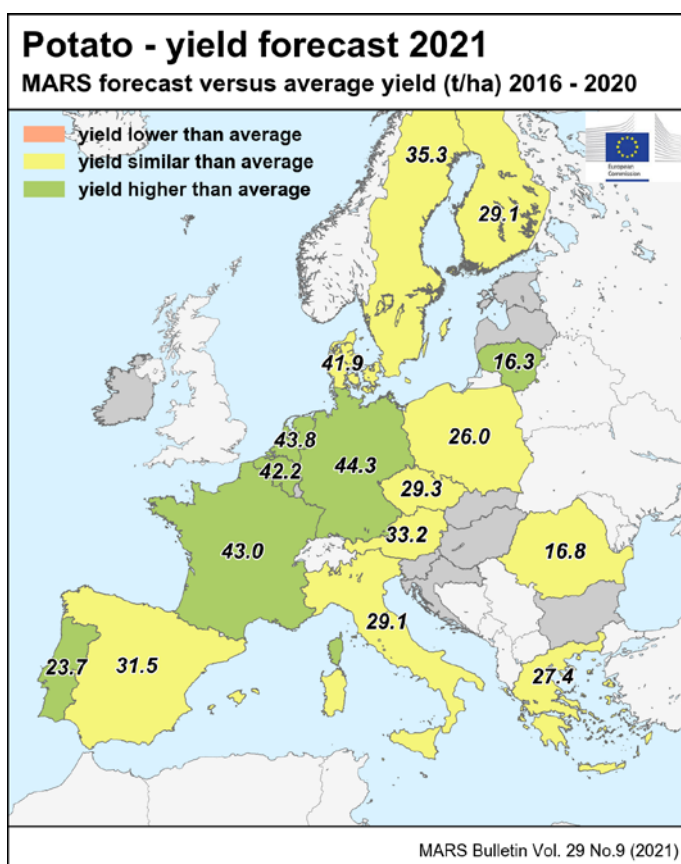 Potato - yield forecast 2021
MARS forecast versus average yield (t/ha) 2016 - 2020
yield lower than average
yield similar than average
yield higher than average
European
Commission
35.3
29.1
41.9
16.3
43.8
44.3
26.0
42.2
29.3
33.2
43.0
16.8
29.1
23.7
31.5
27.4
MARS Bulletin Vol. 29 No.9 (2021)